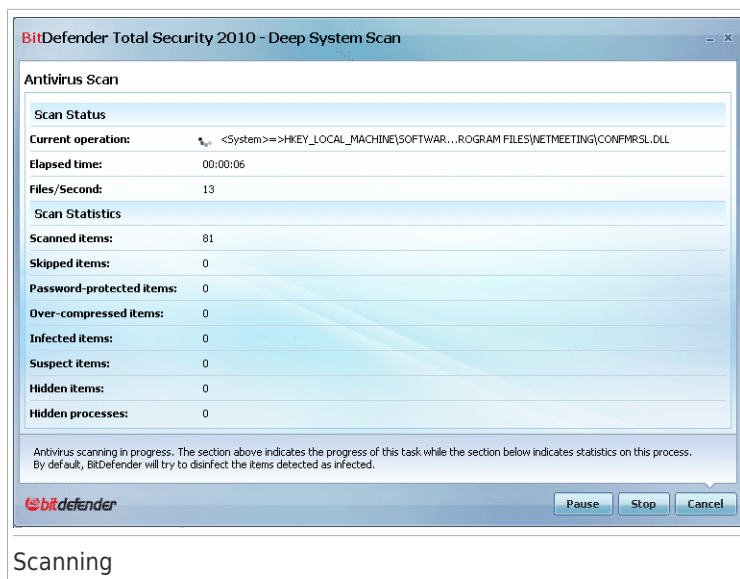 BitDefender Total Security 2010 - Deep System Scan
Antivirus Scan
Scan Status
Current operation: <System>=>HKEY_LOCAL_MACHINE\SOFTWAR...ROGRAM FILES\NETMEETING\CONFMRSL.DLL
Elapsed time: 00:00:06
Files/Second: 13
Scan Statistics
Scanned items: 81
Skipped items: 0
Password-protected items: 0
Over-compressed items: 0
Infected items: 0
Suspect items: 0
Hidden items: 0
Hidden processes: 0
Antivirus scanning in progress. The section above indicates the progress of this task while the section below indicates statistics on this process.
By default, BitDefender will try to disinfect the items detected as infected.
bitdefender Pause Stop Cancel
Scanning